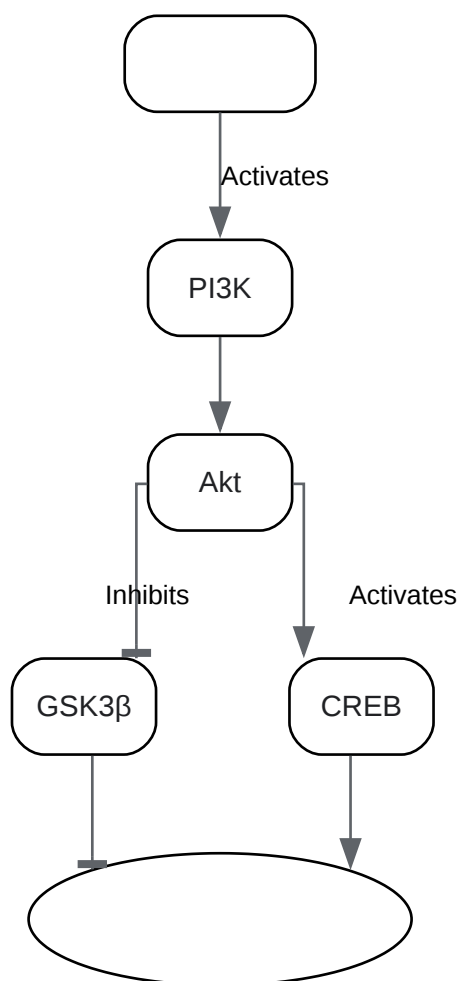 Activates
PI3K
Akt
Inhibits
Activates
GSK3β
CREB